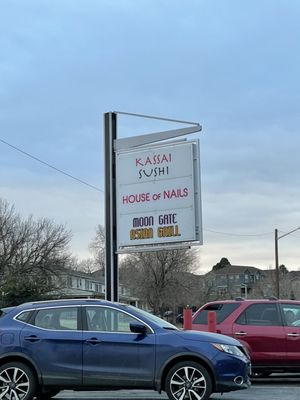 KASSAI
SUSHI
HOUSE OF NAILS
MOON GATE
ASIAN GRILL